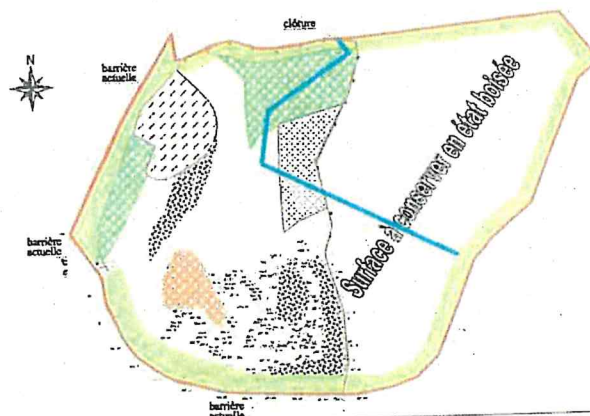 clôture
N
barrière
actuelle
Surface à conserver en état boisée
barrière
actuelle
barrière
actuelle